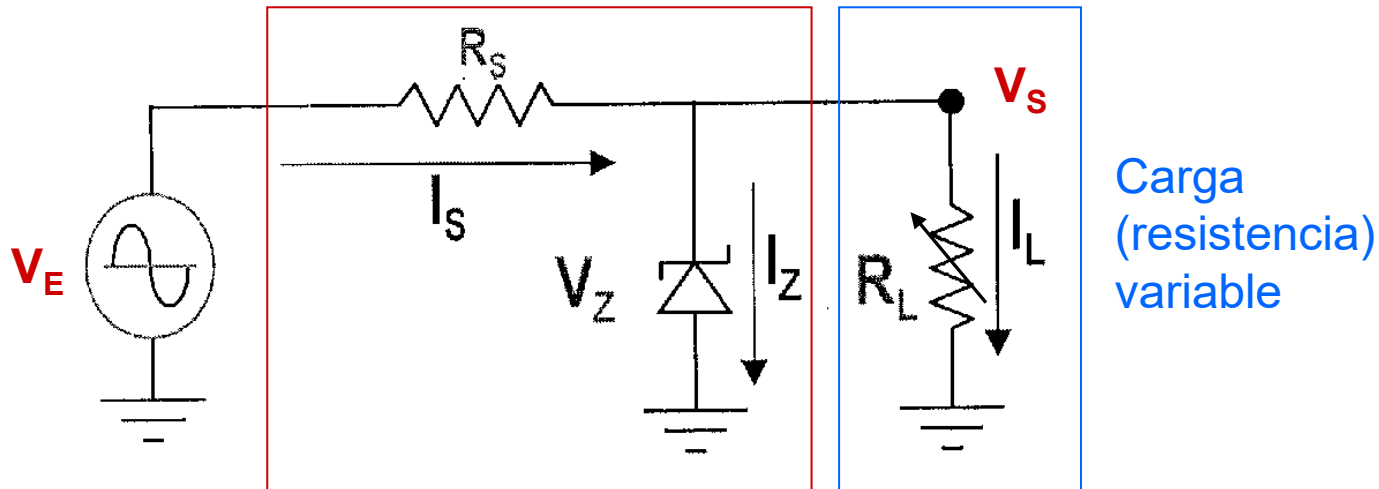 R_S
V_S
I_S
V_E
V_Z
I_Z
R_L
I_L
Carga
(resistencia)
variable